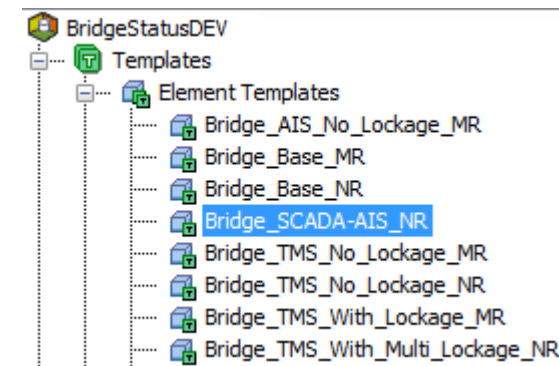 BridgeStatusDEV
Templates
Element Templates
Bridge_AIS_No_Lockage_MR
Bridge_Base_MR
Bridge_Base_NR
Bridge_SCADA-AIS_NR
Bridge_TMS_No_Lockage_MR
Bridge_TMS_No_Lockage_NR
Bridge_TMS_With_Lockage_MR
Bridge_TMS_With_Multi_Lockage_NR